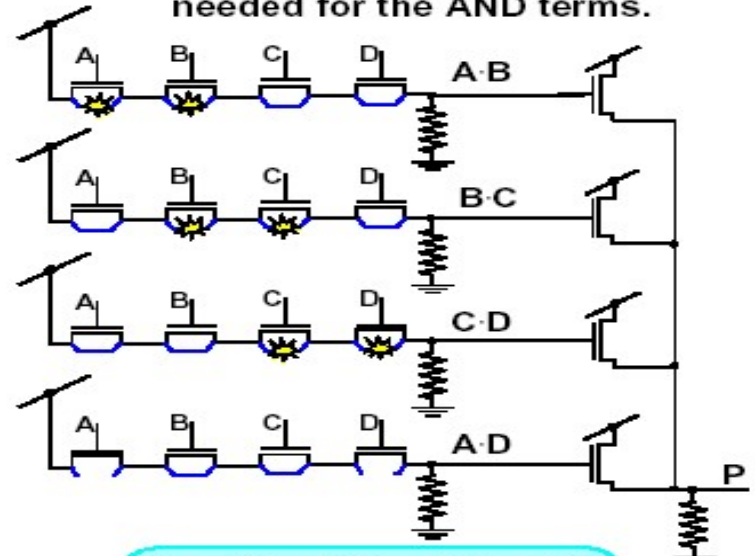 needed for the AND terms.
A B C D A·B
A B C D B·C
A B C D C·D
A B C D A·D
P